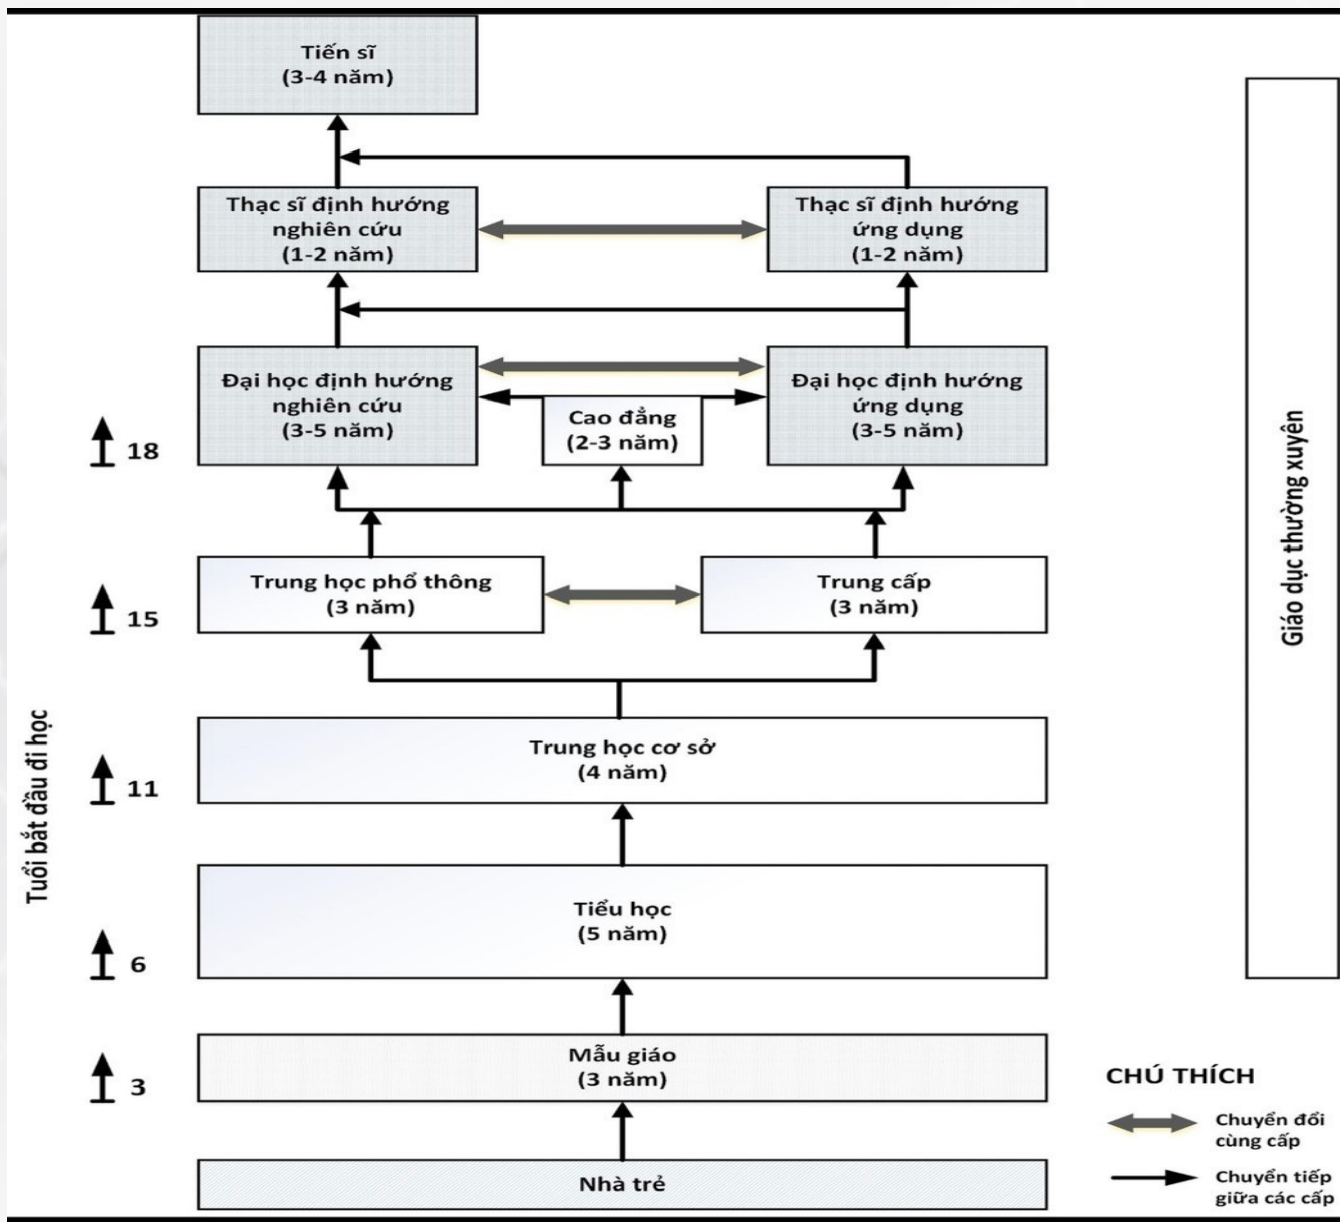 Tiến sĩ
(3-4 năm)
Thạc sĩ định hướng
nghiên cứu
(1-2 năm)
Thạc sĩ định hướng
ứng dụng
(1-2 năm)
Đại học định hướng
nghiên cứu
(3-5 năm)
Cao đẳng
(2-3 năm)
Đại học định hướng
ứng dụng
(3-5 năm)
18
Trung học phổ thông
(3 năm)
Trung cấp
(3 năm)
15
Trung học cơ sở
(4 năm)
11
Tiểu học
(5 năm)
6
Mẫu giáo
(3 năm)
3
Nhà trẻ
Tuổi bắt đầu đi học
Giáo dục thường xuyên
CHÚ THÍCH
Chuyển đổi
cùng cấp
Chuyển tiếp
giữa các cấp